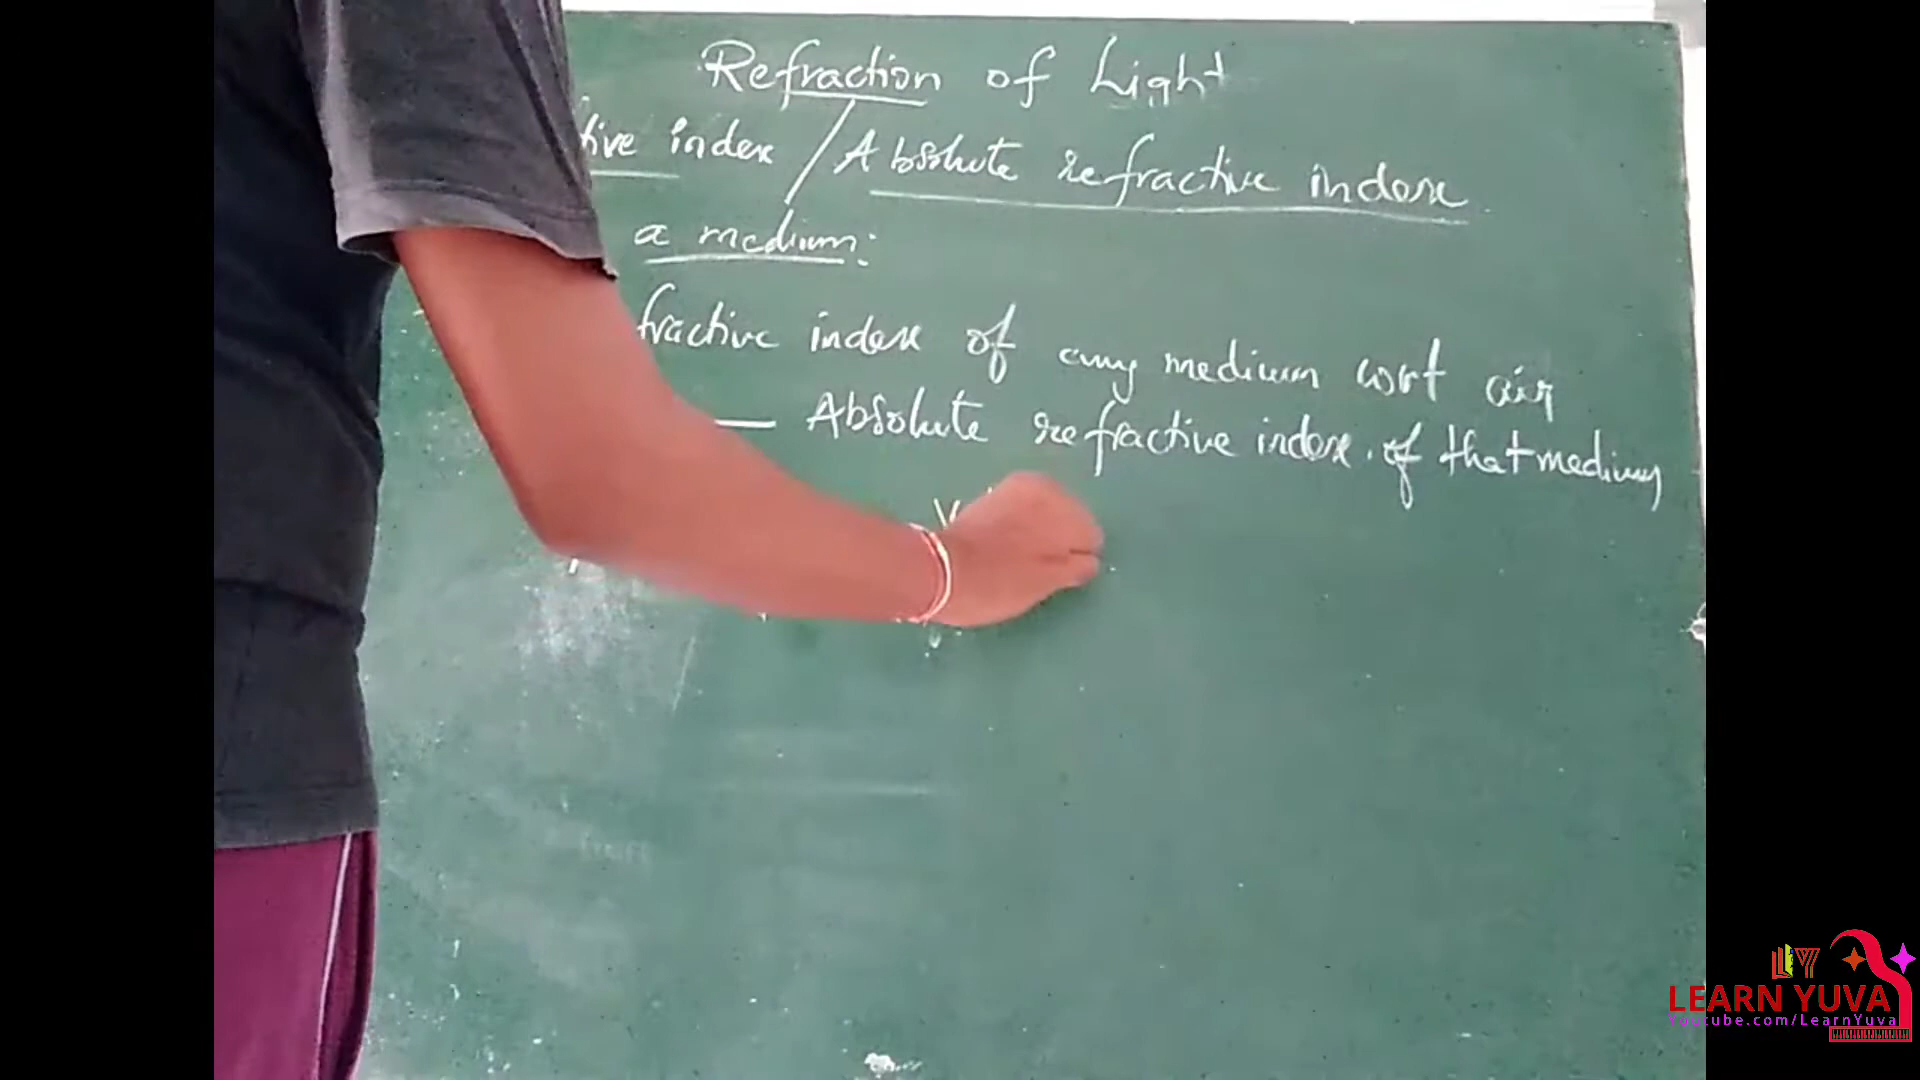 Refraction of Light
tive index / Absolute refractive index
a medium:
fractive index of any medium wrt air
— Absolute refractive index. of that medium
V
LY
LEARN YUVA
Youtube.com/LearnYuva